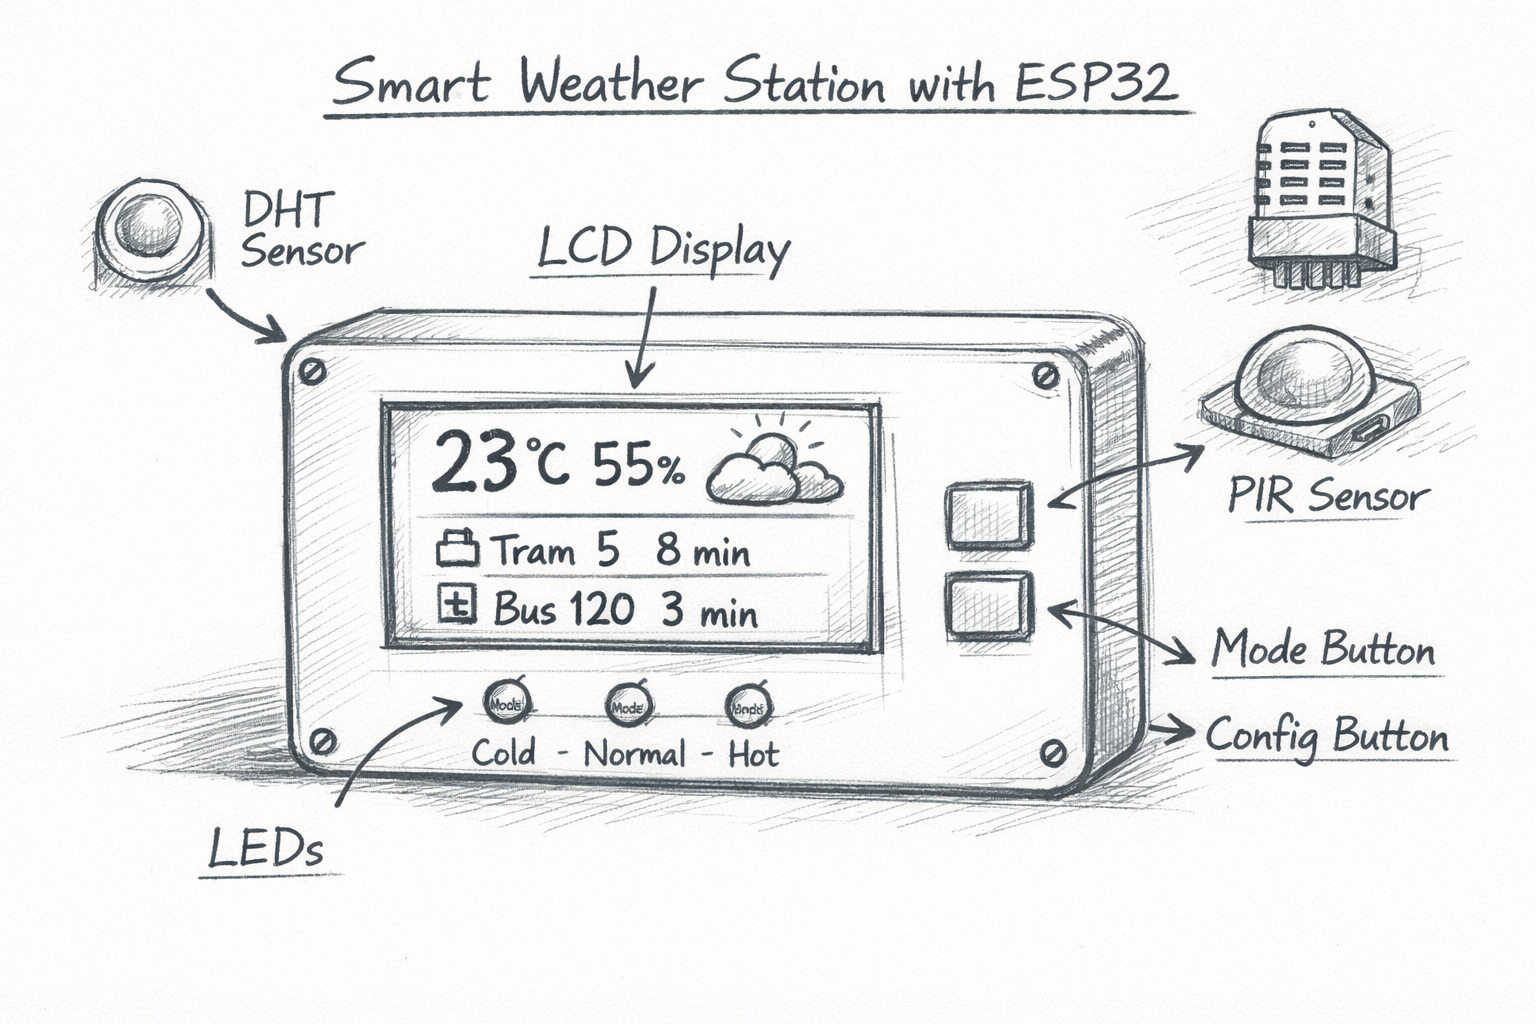 Smart Weather Station with ESP32
DHT
Sensor
LCD Display
23°C 55%
Tram 5 8 min
Bus 120 3 min
PIR Sensor
Mode Button
Config Button
Mode Mode Mode
Cold - Normal - Hot
LEDs